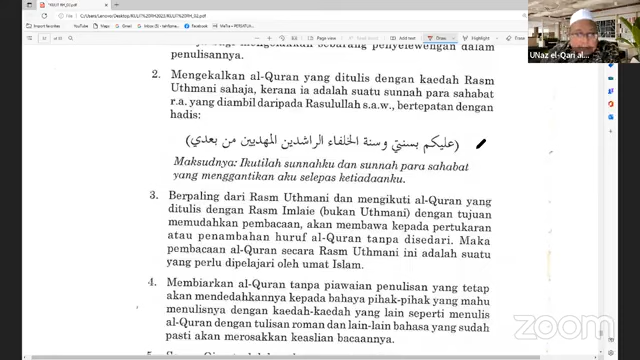 mengelakkan sebarang penyelewengan dalam
penulisannya.
2. Mengekalkan al-Quran yang ditulis dengan kaedah Rasm
Uthmani sahaja, kerana ia adalah suatu sunnah para sahabat
r.a. yang diambil daripada Rasulullah s.a.w., bertepatan dengan
hadis:
(عليكم بسنتي وسنة الخلفاء الراشدين المهديين من بعدي)
Maksudnya: Ikutilah sunnahku dan sunnah para sahabat
yang menggantikan aku selepas ketiadaanku.
3. Berpaling dari Rasm Uthmani dan mengikuti al-Quran yang
ditulis dengan Rasm Imlaie (bukan Uthmani) dengan tujuan
memudahkan pembacaan, akan membawa kepada pertukaran
atau penambahan huruf al-Quran tanpa disedari. Maka
pembacaan al-Quran secara Rasm Uthmani ini adalah suatu
yang perlu dipelajari oleh umat Islam.
4. Membiarkan al-Quran tanpa piawaian penulisan yang tetap
akan mendedahkannya kepada bahaya pihak-pihak yang mahu
menulisnya dengan kaedah-kaedah yang lain seperti menulis
al-Quran dengan tulisan roman dan lain-lain bahasa yang sudah
pasti akan merosakkan keaslian bacaannya.
UNaz el-Qari al...
zoom